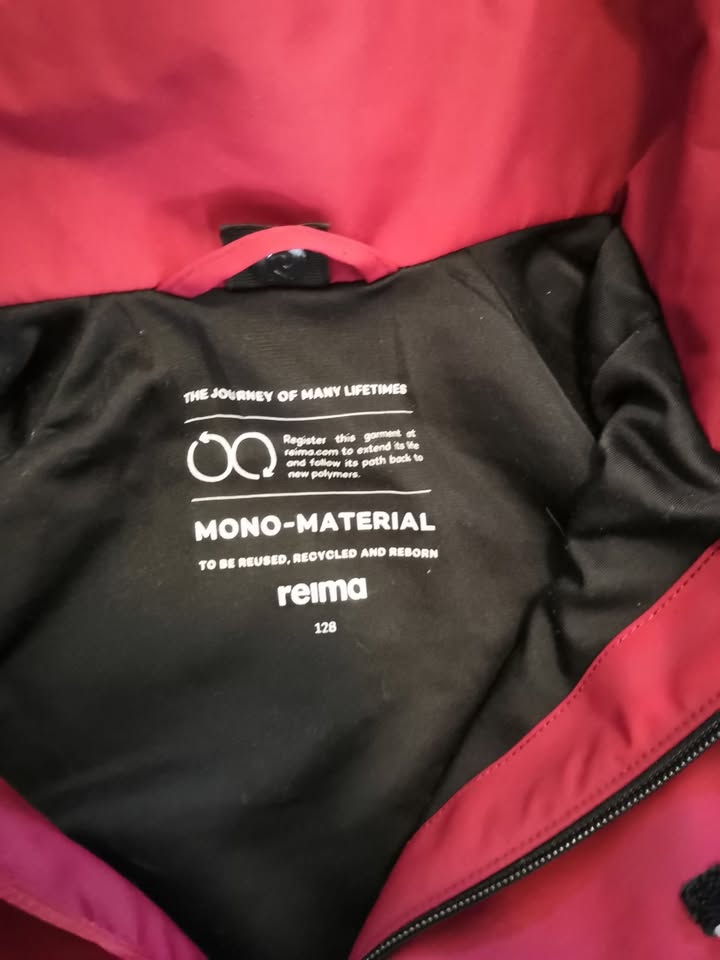 THE JOURNEY OF MANY LIFETIMES
Register this garment at
reima.com to extend its life
and follow its path back to
new polymers.
MONO-MATERIAL
TO BE REUSED, RECYCLED AND REBORN
reima
128